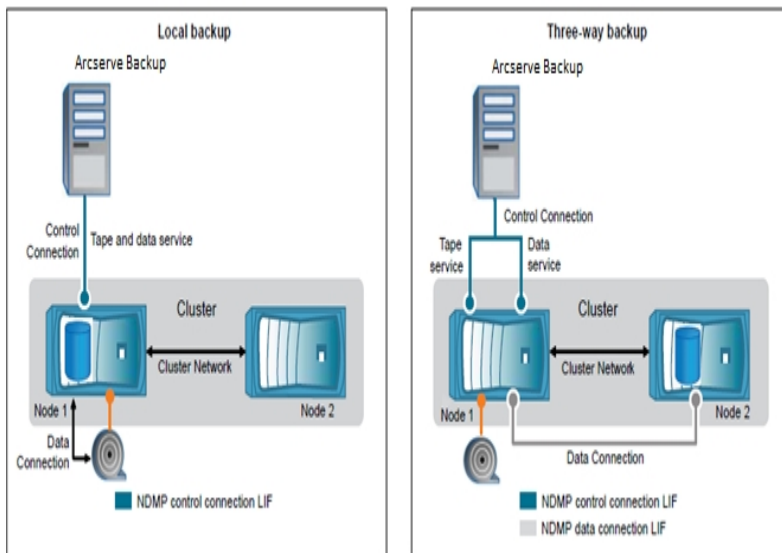 Local backup
Arcserve Backup
Control
Connection
Tape and data service
Cluster
Cluster Network
Node 1
Node 2
Data
Connection
NDMP control connection LIF
Three-way backup
Arcserve Backup
Control Connection
Tape
service
Data
service
Cluster
Cluster Network
Node 1
Node 2
Data Connection
NDMP control connection LIF
NDMP data connection LIF